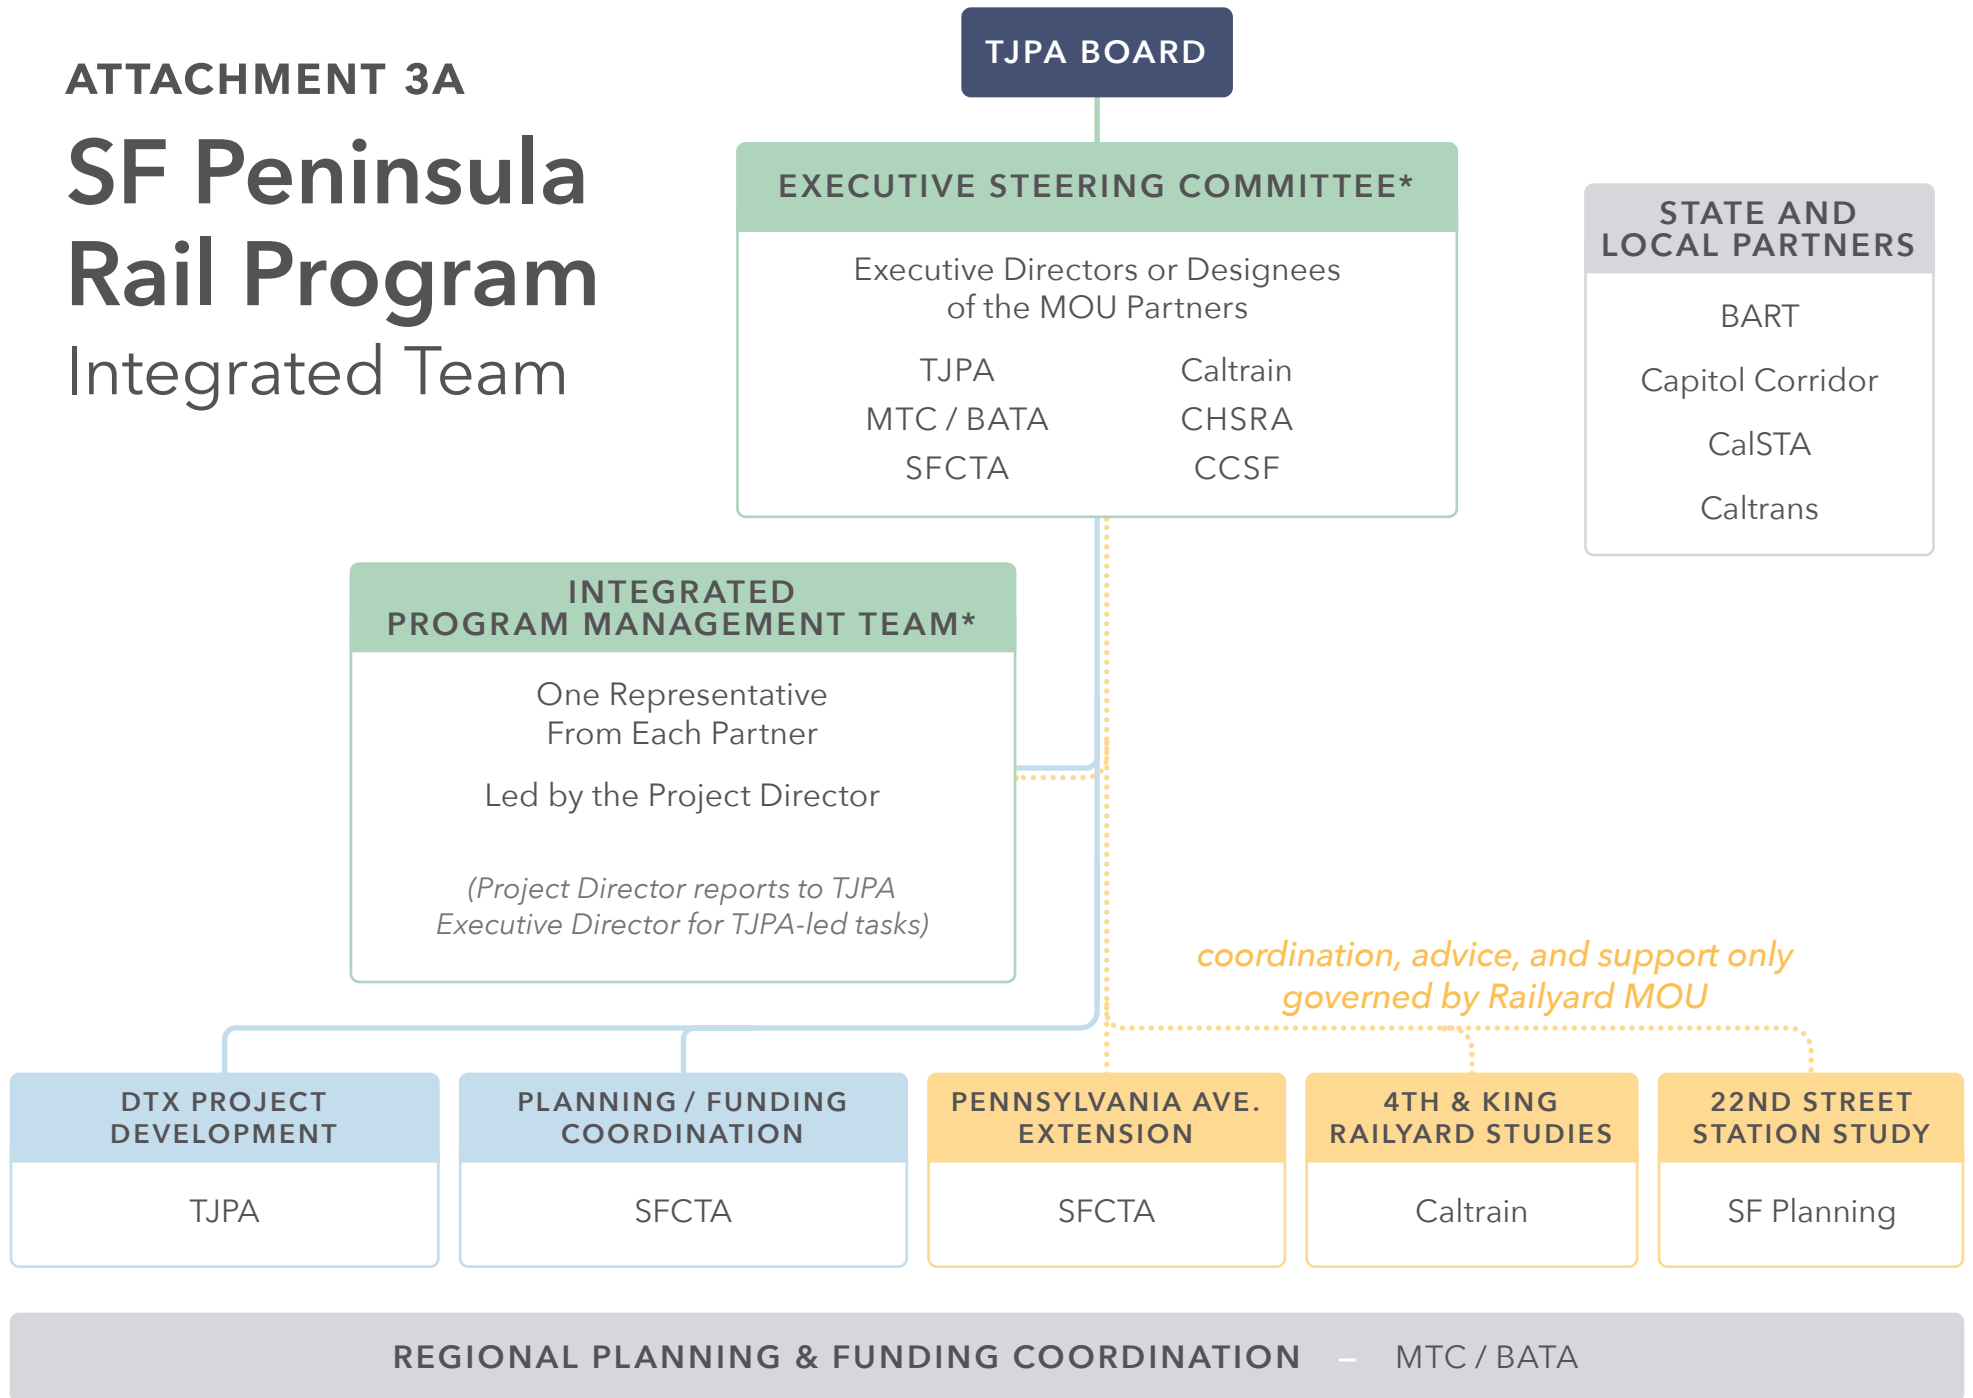 ATTACHMENT 3A
SF Peninsula
Rail Program
Integrated Team
TJPA BOARD
EXECUTIVE STEERING COMMITTEE*
Executive Directors or Designees
of the MOU Partners
TJPA
Caltrain
MTC / BATA
CHSRA
SFCTA
CCSF
STATE AND
LOCAL PARTNERS
BART
Capitol Corridor
CalSTA
Caltrans
INTEGRATED
PROGRAM MANAGEMENT TEAM*
One Representative
From Each Partner
Led by the Project Director
(Project Director reports to TJPA
Executive Director for TJPA-led tasks)
coordination, advice, and support only
governed by Railyard MOU
DTX PROJECT
DEVELOPMENT
TJPA
PLANNING / FUNDING
COORDINATION
SFCTA
PENNSYLVANIA AVE.
EXTENSION
SFCTA
4TH & KING
RAILYARD STUDIES
Caltrain
22ND STREET
STATION STUDY
SF Planning
REGIONAL PLANNING & FUNDING COORDINATION – MTC / BATA